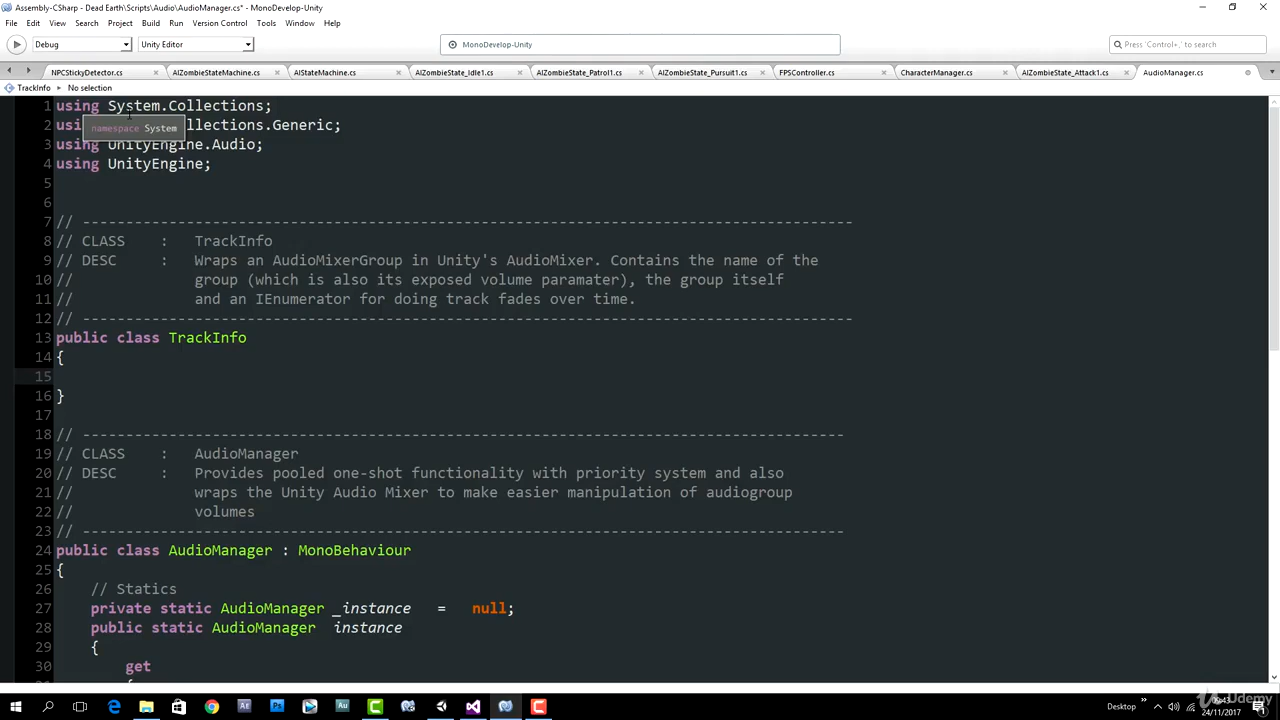 Assembly-CSharp - Dead Earth\Scripts\Audio\AudioManager.cs* - MonoDevelop-Unity
File Edit View Search Project Build Run Version Control Tools Window Help
Debug Unity Editor MonoDevelop-Unity Press 'Control+,' to search
NPCStickyDetector.cs AIZombieStateMachine.cs AIStateMachine.cs AIZombieState_Idle1.cs AIZombieState_Patrol1.cs AIZombieState_Pursuit1.cs FPSController.cs CharacterManager.cs AIZombieState_Attack1.cs AudioManager.cs
TrackInfo No selection
1 using System.Collections;
2 usi llections.Generic;
namespace System
3 using UnityEngine.Audio;
4 using UnityEngine;
5
6
7 // -----------------------------------------------------------------------------------------
8 // CLASS : TrackInfo
9 // DESC : Wraps an AudioMixerGroup in Unity's AudioMixer. Contains the name of the
10 // group (which is also its exposed volume paramater), the group itself
11 // and an IEnumerator for doing track fades over time.
12 // -----------------------------------------------------------------------------------------
13 public class TrackInfo
14 {
15
16 }
17
18 // ----------------------------------------------------------------------------------------
19 // CLASS : AudioManager
20 // DESC : Provides pooled one-shot functionality with priority system and also
21 // wraps the Unity Audio Mixer to make easier manipulation of audiogroup
22 // volumes
23 // ----------------------------------------------------------------------------------------
24 public class AudioManager : MonoBehaviour
25 {
26 // Statics
27 private static AudioManager _instance = null;
28 public static AudioManager instance
29 {
30 get
Desktop 09:43
24/11/2017
Udemy